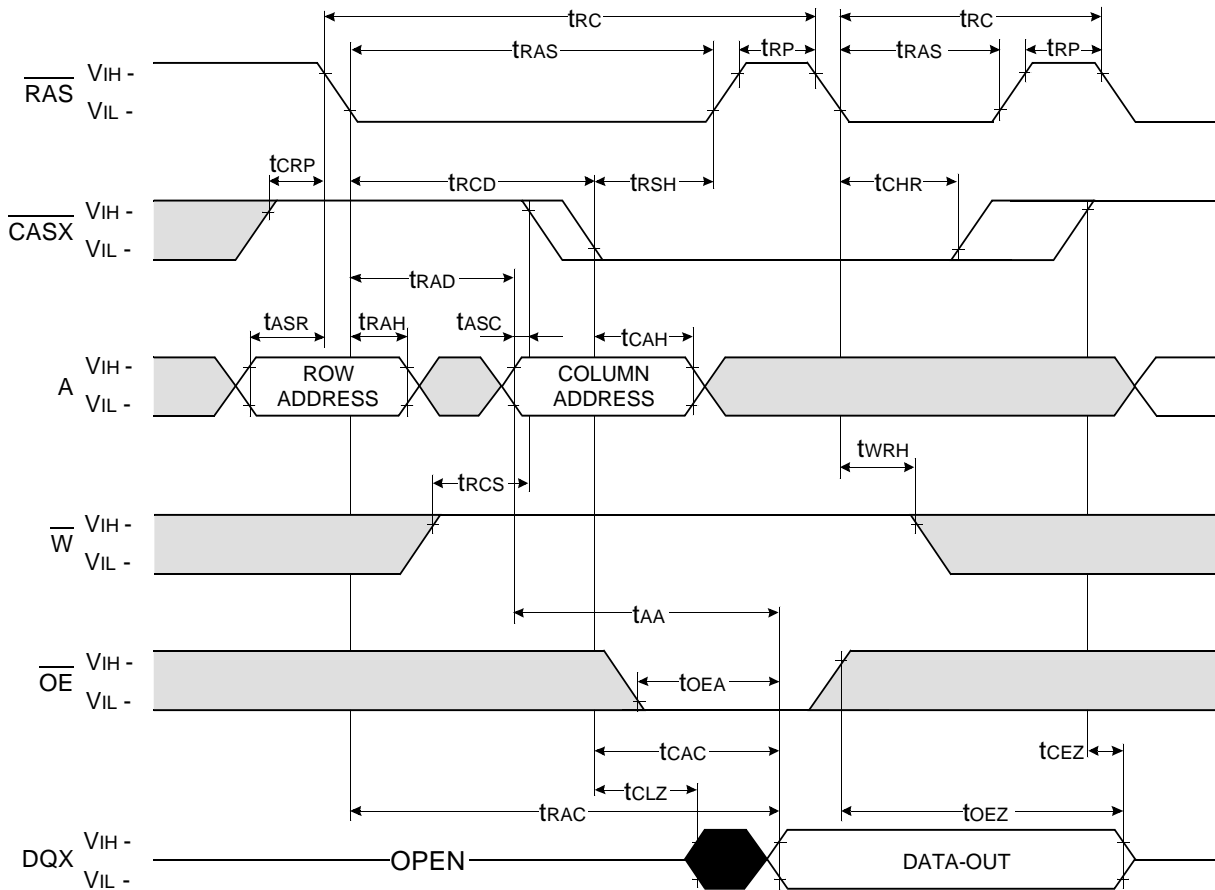 tRC tRC
tRAS tRP tRAS tRP
RAS VIH -
VIL -
tCRP tRCD tRSH tCHR
CASX VIH -
VIL -
tRAD
tASR tRAH tASC tCAH
A VIH -
VIL -
ROW
ADDRESS
COLUMN
ADDRESS
tWRH
tRCS
W VIH -
VIL -
tAA
OE VIH -
VIL -
tOEA
tCAC tCEZ
tCLZ
tRAC tOEZ
DQX VIH -
VIL -
OPEN DATA-OUT